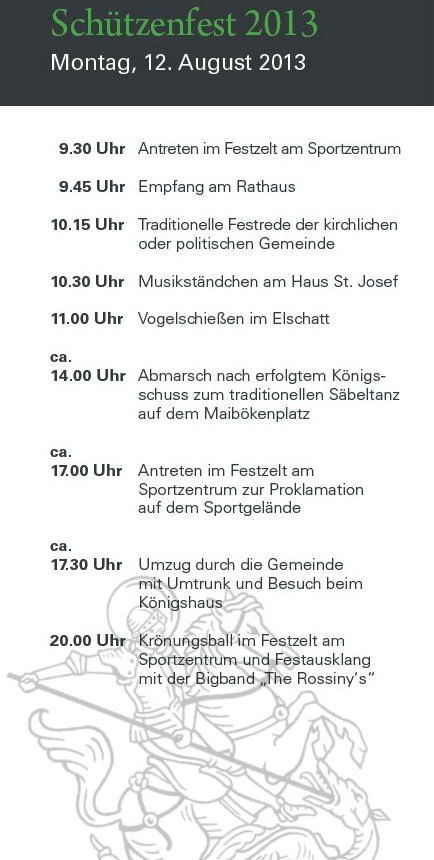 Schützenfest 2013
Montag, 12. August 2013
9.30 Uhr Antreten im Festzelt am Sportzentrum
9.45 Uhr Empfang am Rathaus
10.15 Uhr Traditionelle Festrede der kirchlichen
oder politischen Gemeinde
10.30 Uhr Musikständchen am Haus St. Josef
11.00 Uhr Vogelschießen im Elschatt
ca.
14.00 Uhr Abmarsch nach erfolgtem Königs-
schuss zum traditionellen Säbeltanz
auf dem Maibökenplatz
ca.
17.00 Uhr Antreten im Festzelt am
Sportzentrum zur Proklamation
auf dem Sportgelände
ca.
17.30 Uhr Umzug durch die Gemeinde
mit Umtrunk und Besuch beim
Königshaus
20.00 Uhr Krönungsball im Festzelt am
Sportzentrum und Festausklang
mit der Bigband „The Rossiny's“